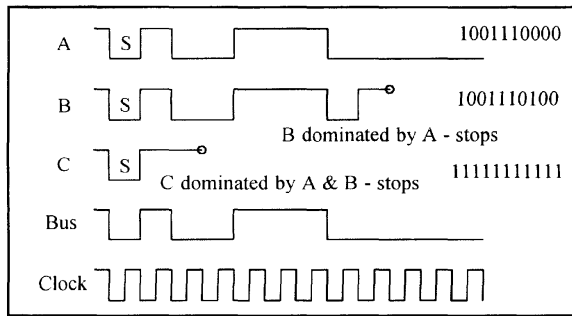 A S 1001110000
B S 1001110100
B dominated by A - stops
C S
C dominated by A & B - stops 11111111111
Bus
Clock